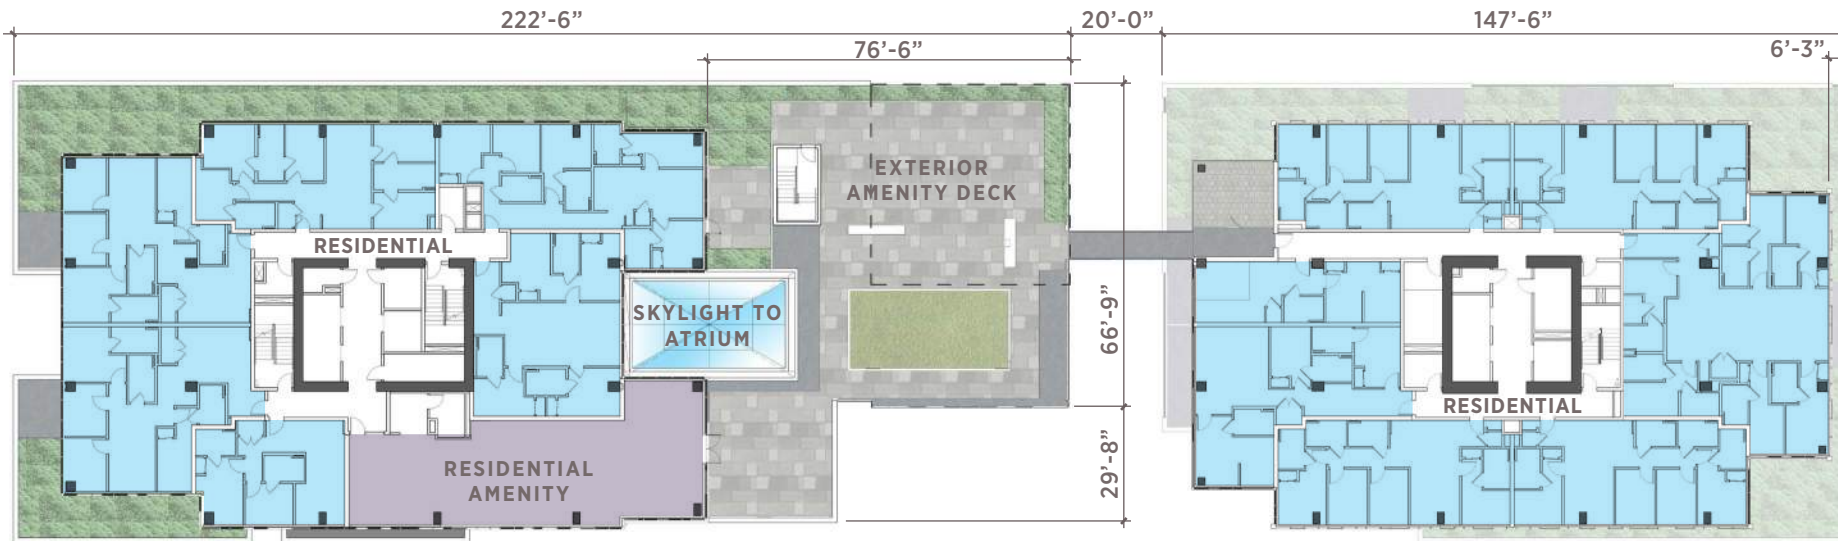 222’-6”
20’-0”
147’-6”
76’-6”
6’-3”
EXTERIOR
AMENITY DECK
RESIDENTIAL
SKYLIGHT TO
ATRIUM
66’-9”
RESIDENTIAL
29’-8”
RESIDENTIAL
AMENITY